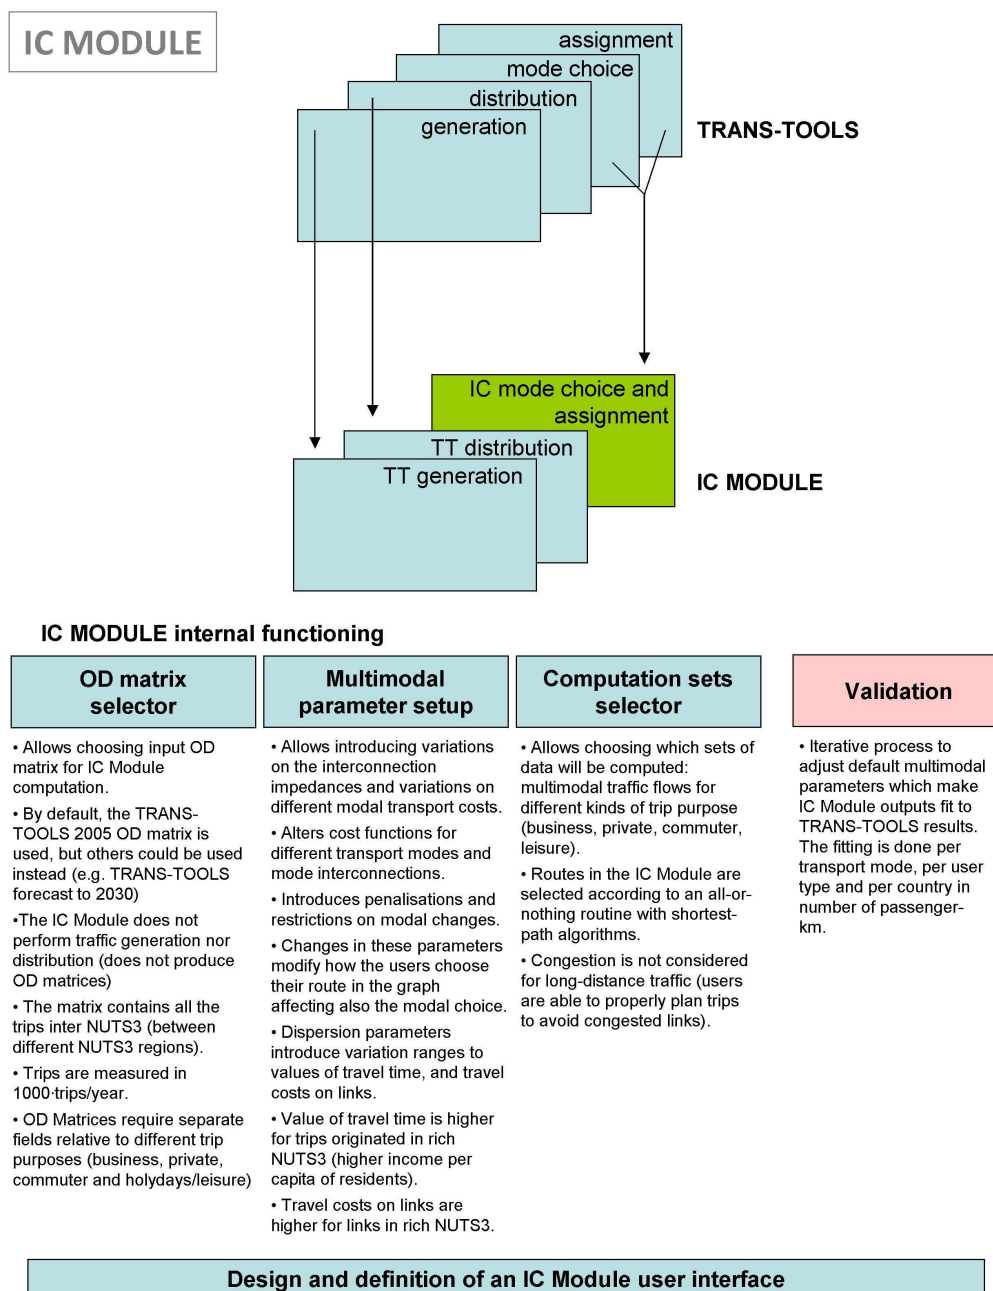 IC MODULE
assignment
mode choice
distribution
generation
TRANS-TOOLS
IC mode choice and
assignment
TT distribution
TT generation
IC MODULE
IC MODULE internal functioning
OD matrix
selector
• Allows choosing input OD
matrix for IC Module
computation.
• By default, the TRANS-
TOOLS 2005 OD matrix is
used, but others could be used
instead (e.g. TRANS-TOOLS
forecast to 2030)
•The IC Module does not
perform traffic generation nor
distribution (does not produce
OD matrices)
• The matrix contains all the
trips inter NUTS3 (between
different NUTS3 regions).
• Trips are measured in
1000·trips/year.
• OD Matrices require separate
fields relative to different trip
purposes (business, private,
commuter and holydays/leisure)
Multimodal
parameter setup
• Allows introducing variations
on the interconnection
impedances and variations on
different modal transport costs.
• Alters cost functions for
different transport modes and
mode interconnections.
• Introduces penalisations and
restrictions on modal changes.
• Changes in these parameters
modify how the users choose
their route in the graph
affecting also the modal choice.
• Dispersion parameters
introduce variation ranges to
values of travel time, and travel
costs on links.
• Value of travel time is higher
for trips originated in rich
NUTS3 (higher income per
capita of residents).
• Travel costs on links are
higher for links in rich NUTS3.
Computation sets
selector
• Allows choosing which sets of
data will be computed:
multimodal traffic flows for
different kinds of trip purpose
(business, private, commuter,
leisure).
• Routes in the IC Module are
selected according to an all-or-
nothing routine with shortest-
path algorithms.
• Congestion is not considered
for long-distance traffic (users
are able to properly plan trips
to avoid congested links).
Validation
• Iterative process to
adjust default multimodal
parameters which make
IC Module outputs fit to
TRANS-TOOLS results.
The fitting is done per
transport mode, per user
type and per country in
number of passenger-
km.
Design and definition of an IC Module user interface